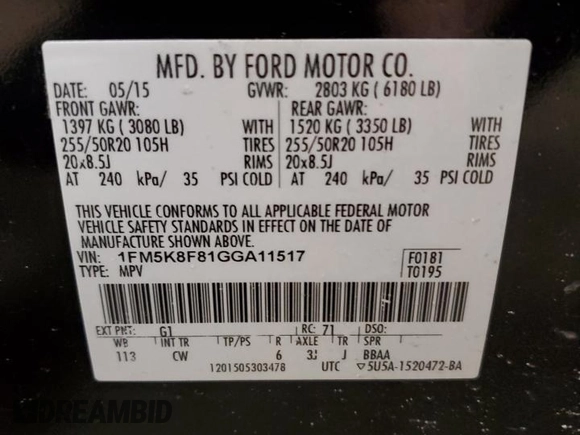 MFD. BY FORD MOTOR CO.
DATE: 05/15 GVWR: 2803 KG ( 6180 LB)
FRONT GAWR: REAR GAWR:
1397 KG ( 3080 LB) WITH 1520 KG ( 3350 LB) WITH
255/50R20 105H TIRES 255/50R20 105H TIRES
20x8.5J RIMS 20x8.5J RIMS
AT 240 kPa/ 35 PSI COLD AT 240 kPa/ 35 PSI COLD
THIS VEHICLE CONFORMS TO ALL APPLICABLE FEDERAL MOTOR
VEHICLE SAFETY STANDARDS IN EFFECT ON THE DATE OF
MANUFACTURE SHOWN ABOVE.
VIN: 1FM5K8F81GGA11517 F0181
TYPE: MPV T0195
EXT PNT: G1 RC: 71 DSO:
WB INT TR TP/PS R AXLE TR SPR
113 CW 6 3J J BBAA
1201505303478 UTC ▽5U5A-1520472-BA
DREAMBID